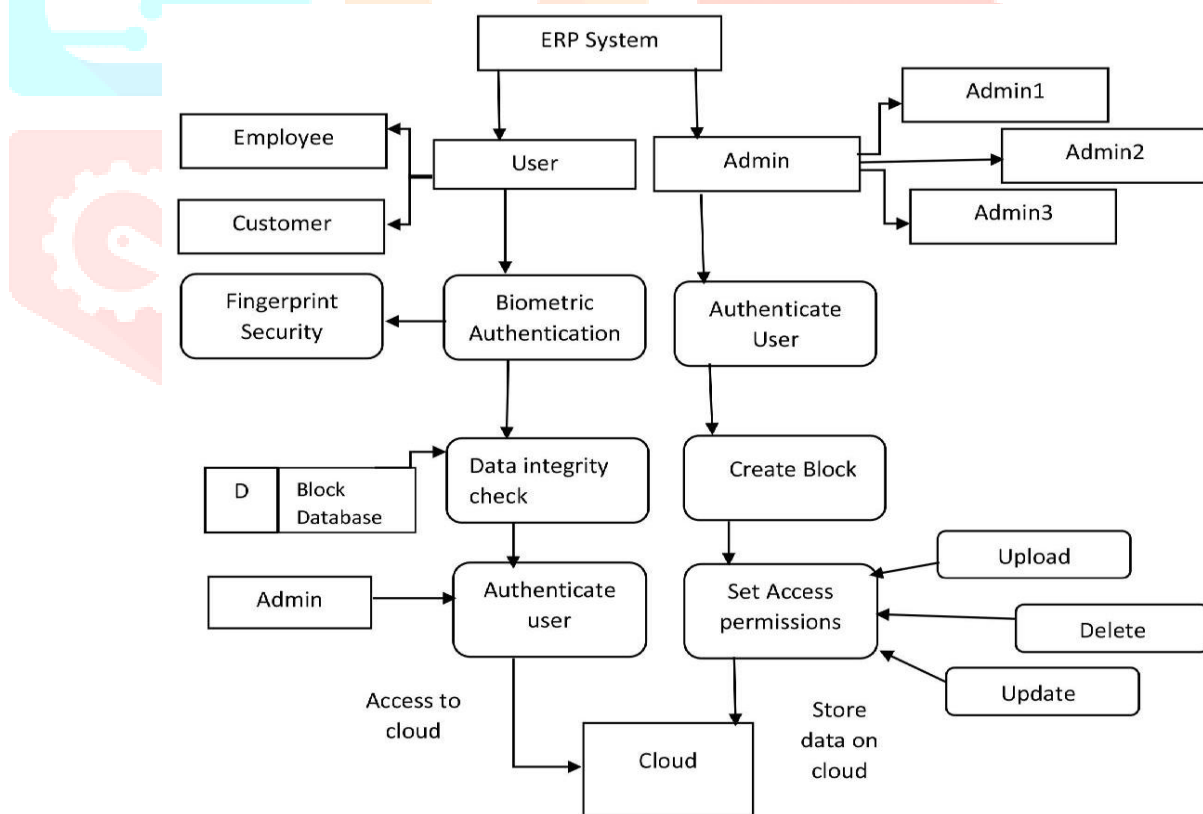 ERP System
Admin1
Employee
User
Admin
Admin2
Customer
Admin3
Fingerprint
Security
Biometric
Authentication
Authenticate
User
D
Block
Database
Data integrity
check
Create Block
Upload
Admin
Authenticate
user
Set Access
permissions
Delete
Update
Access to
cloud
Store
data on
cloud
Cloud